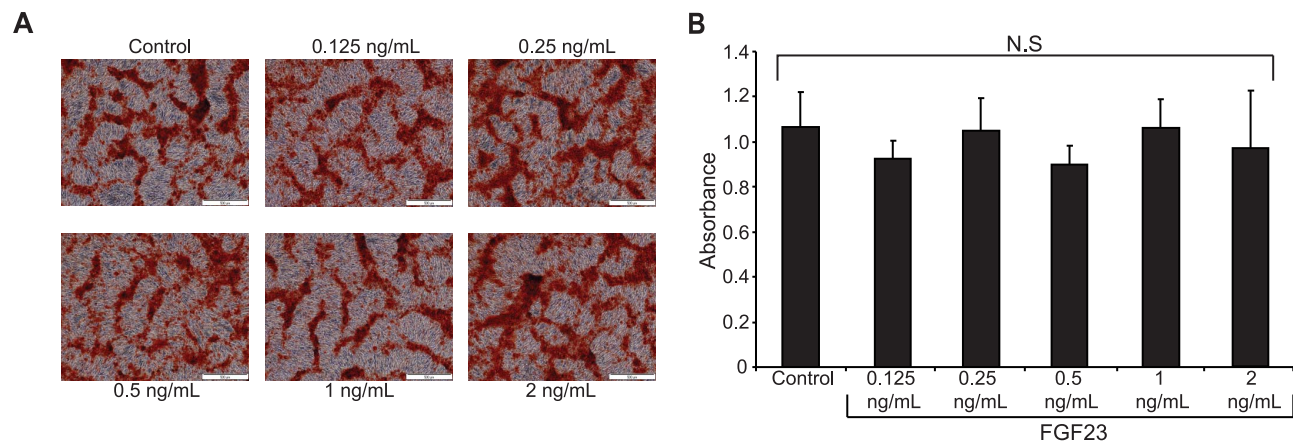 A
Control
0.125 ng/mL
0.25 ng/mL
0.5 ng/mL
1 ng/mL
2 ng/mL
B
N.S
Absorbance
1.4
1.2
1.0
0.8
0.6
0.4
0.2
0
Control
0.125 ng/mL
0.25 ng/mL
0.5 ng/mL
1 ng/mL
2 ng/mL
FGF23